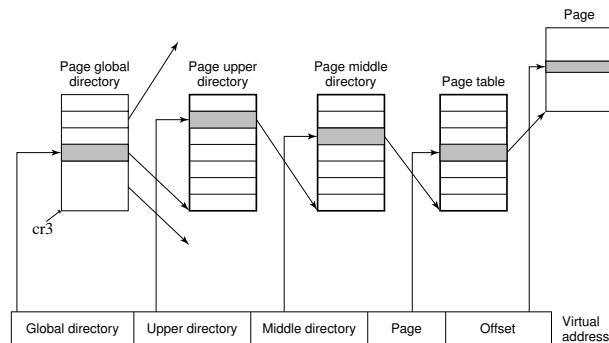 Page
Page global
directory
Page upper
directory
Page middle
directory
Page table
cr3
Global directory
Upper directory
Middle directory
Page
Offset
Virtual
address